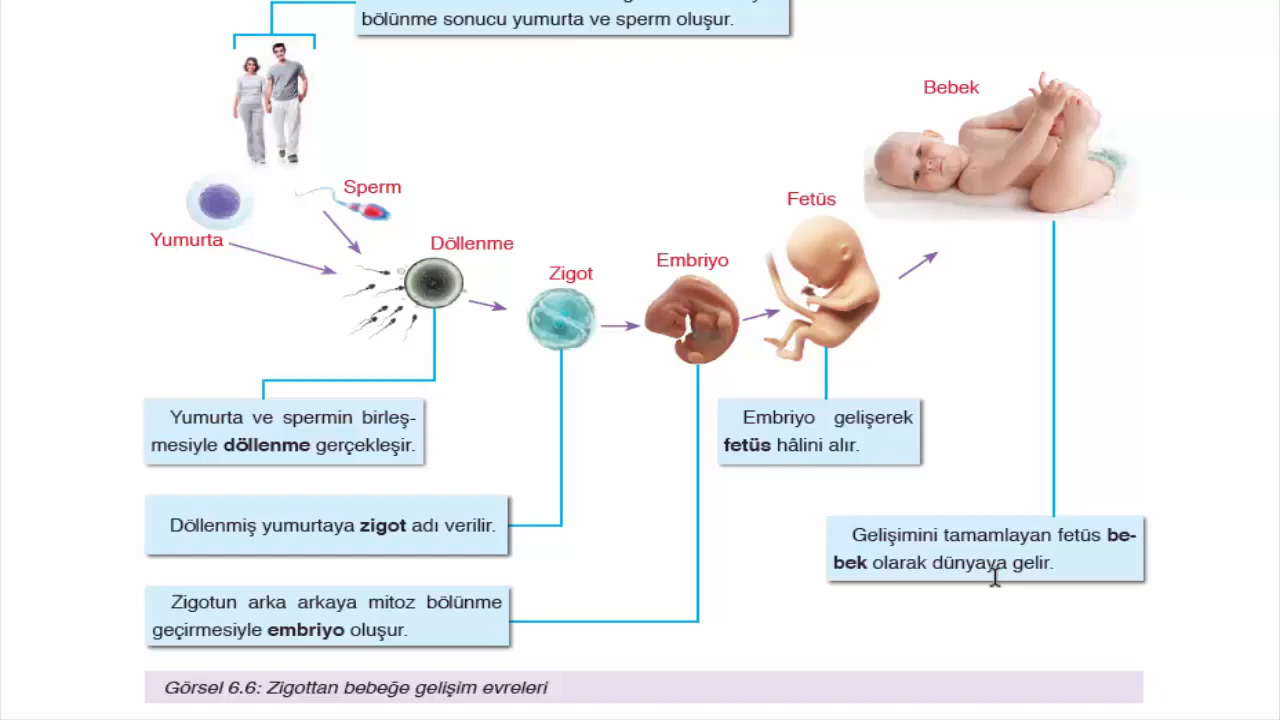 bölünme sonucu yumurta ve sperm oluşur.
Bebek
Sperm
Fetüs
Yumurta
Döllenme
Embriyo
Zigot
Yumurta ve spermin birleş-
mesiyle döllenme gerçekleşir.
Embriyo gelişerek
fetüs hâlini alır.
Döllenmiş yumurtaya zigot adı verilir.
Gelişimini tamamlayan fetüs be-
bek olarak dünyaya gelir.
Zigotun arka arkaya mitoz bölünme
geçirmesiyle embriyo oluşur.
Görsel 6.6: Zigottan bebeğe gelişim evreleri